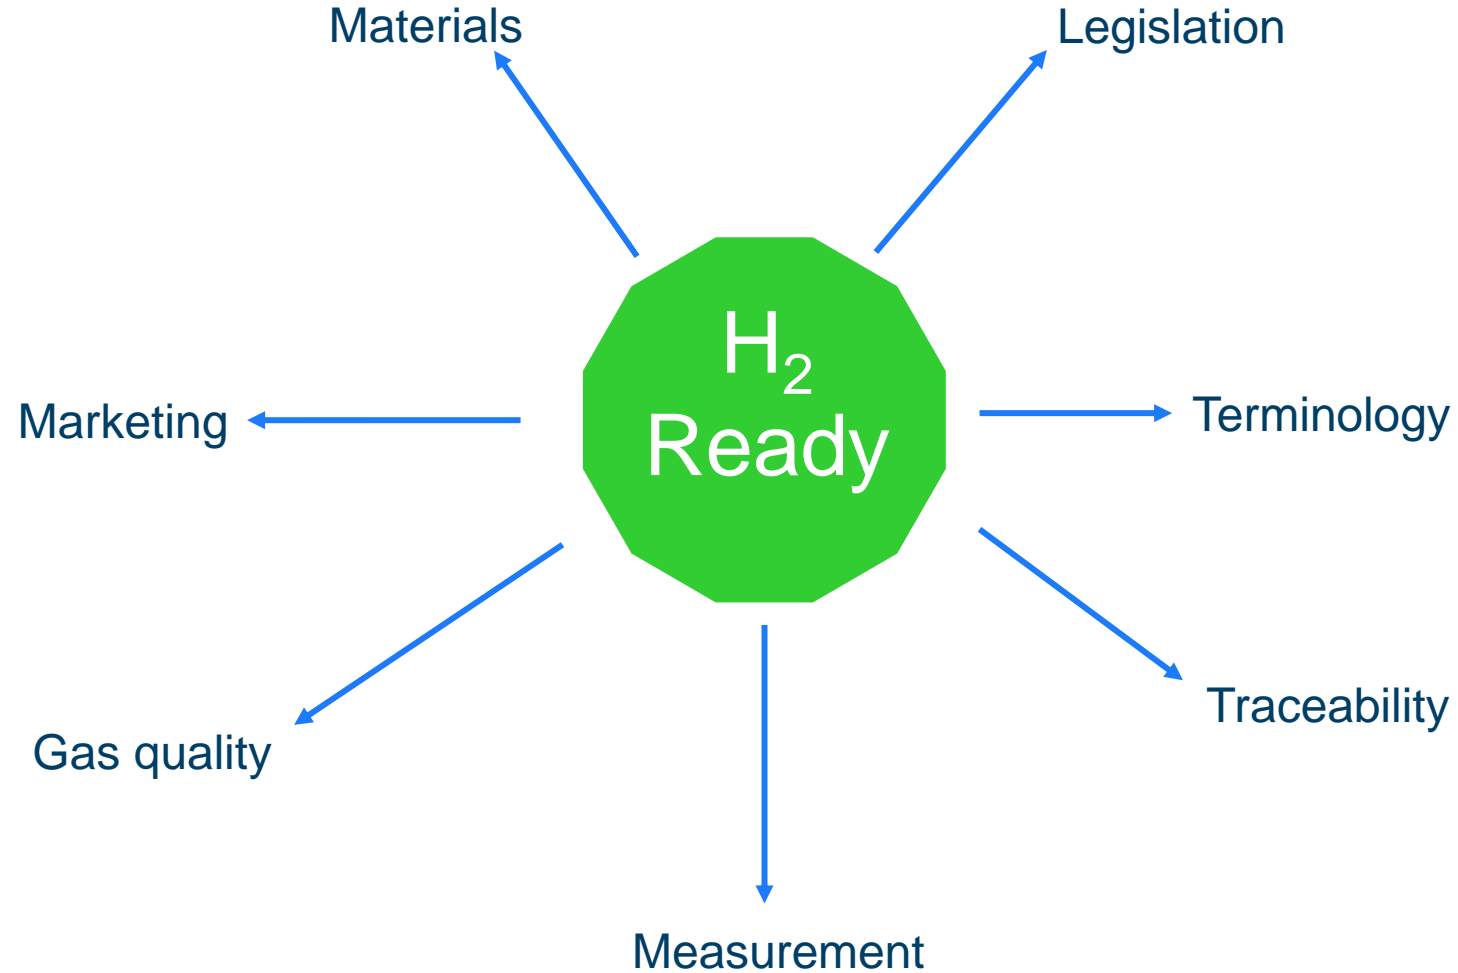 Materials
Legislation
H₂
Ready
Marketing
Terminology
Gas quality
Traceability
Measurement